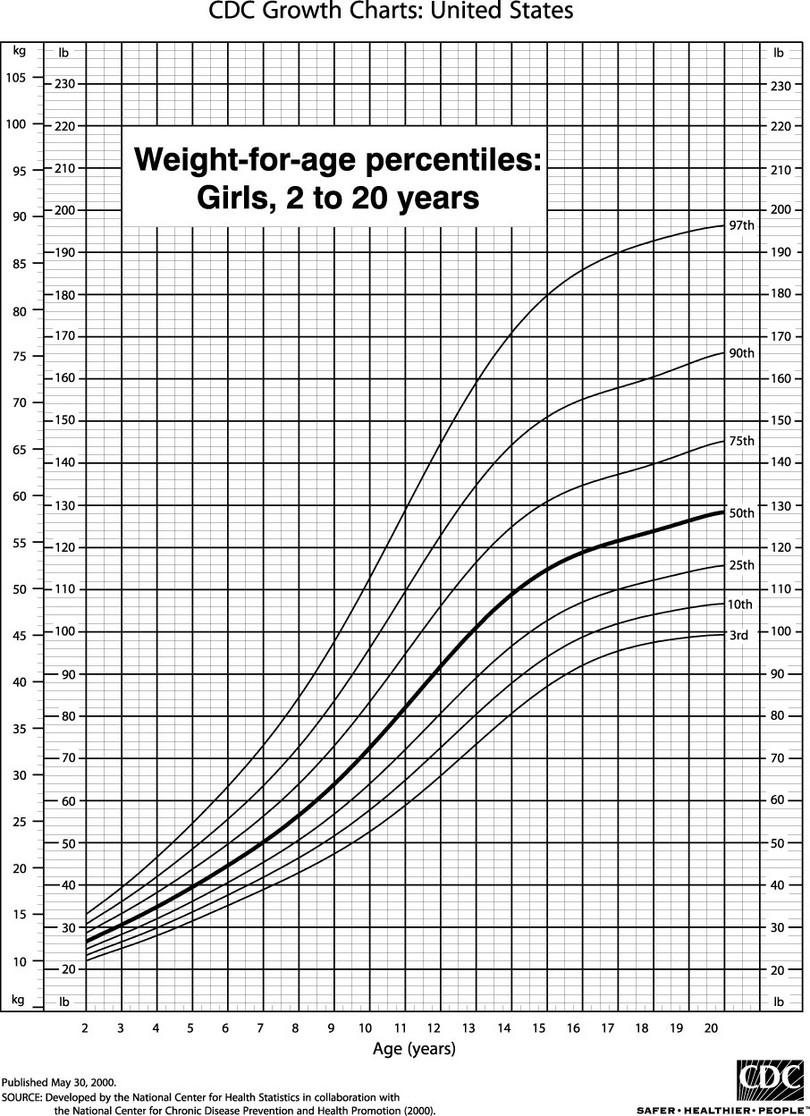 CDC Growth Charts: United States
kg lb lb
105
230 230
100
220 220
95 210 210
90 200 200
Weight-for-age percentiles:
Girls, 2 to 20 years
97th
85 190 190
80 180 180
75 170 170
90th
70 160 160
150 150
75th
65 140 140
60 130 130
50th
55 120 120
25th
50 110 110
10th
45 100 100
3rd
40 90 90
35 80 80
70 70
30
60 60
25
50 50
20
40 40
15
30 30
10 20 20
kg lb lb
2 3 4 5 6 7 8 9 10 11 12 13 14 15 16 17 18 19 20
Age (years)
Published May 30, 2000.
SOURCE: Developed by the National Center for Health Statistics in collaboration with
the National Center for Chronic Disease Prevention and Health Promotion (2000).
CDC
SAFER • HEALTHIER • PEOPLE™